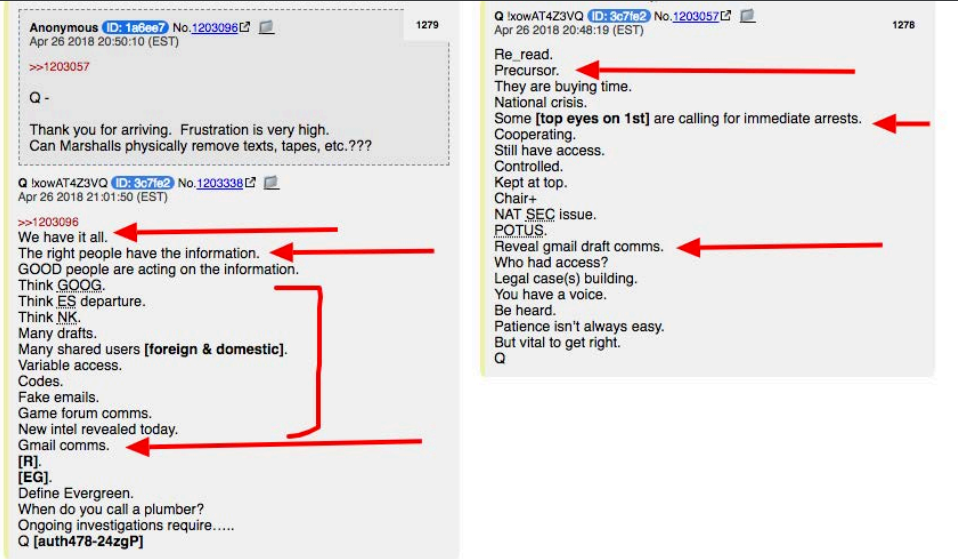 Anonymous ID: 1a6ee7 No.1203096 1279
Apr 26 2018 20:50:10 (EST)
>>1203057
Q -
Thank you for arriving. Frustration is very high.
Can Marshalls physically remove texts, tapes, etc.???
Q !xowAT4Z3VQ ID: 3c7fe2 No.1203338
Apr 26 2018 21:01:50 (EST)
>>1203096
We have it all.
The right people have the information.
GOOD people are acting on the information.
Think GOOG.
Think ES departure.
Think NK.
Many drafts.
Many shared users [foreign & domestic].
Variable access.
Codes.
Fake emails.
Game forum comms.
New intel revealed today.
Gmail comms.
[R].
[EG].
Define Evergreen.
When do you call a plumber?
Ongoing investigations require…..
Q [auth478-24zgP]
Q !xowAT4Z3VQ ID: 3c7fe2 No.1203057 1278
Apr 26 2018 20:48:19 (EST)
Re_read.
Precursor.
They are buying time.
National crisis.
Some [top eyes on 1st] are calling for immediate arrests.
Cooperating.
Still have access.
Controlled.
Kept at top.
Chair+
NAT SEC issue.
POTUS.
Reveal gmail draft comms.
Who had access?
Legal case(s) building.
You have a voice.
Be heard.
Patience isn't always easy.
But vital to get right.
Q